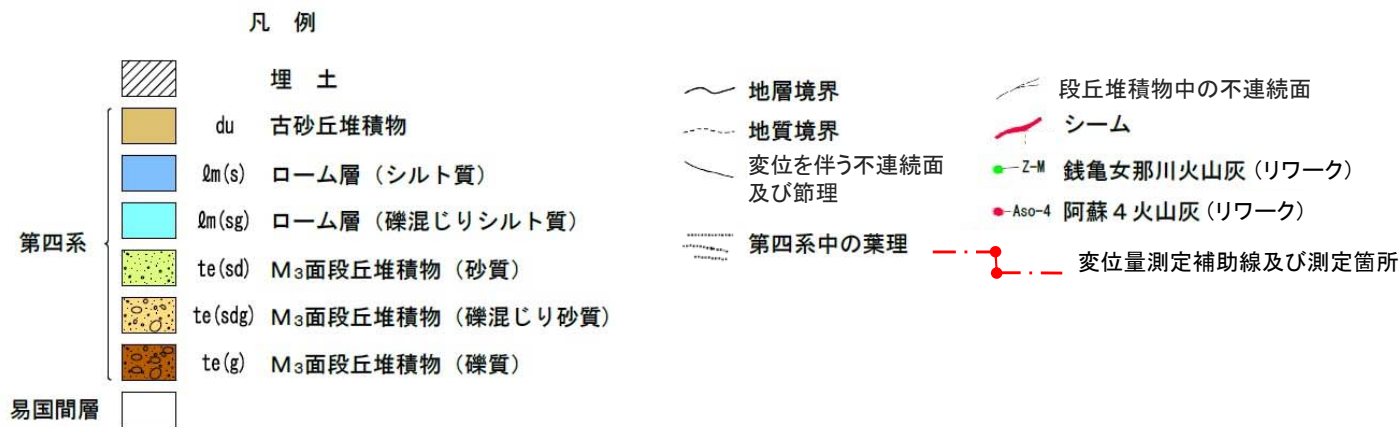 凡 例
埋 土
du 古砂丘堆積物
ℓm(s) ローム層（シルト質）
ℓm(sg) ローム層（礫混じりシルト質）
第四系
te(sd) M₃面段丘堆積物（砂質）
te(sdg) M₃面段丘堆積物（礫混じり砂質）
te(g) M₃面段丘堆積物（礫質）
易国間層
地層境界
地質境界
変位を伴う不連続面
及び節理
第四系中の葉理
段丘堆積物中の不連続面
シーム
Z-M 銭亀女那川火山灰(リワーク)
Aso-4 阿蘇４火山灰(リワーク)
変位量測定補助線及び測定箇所